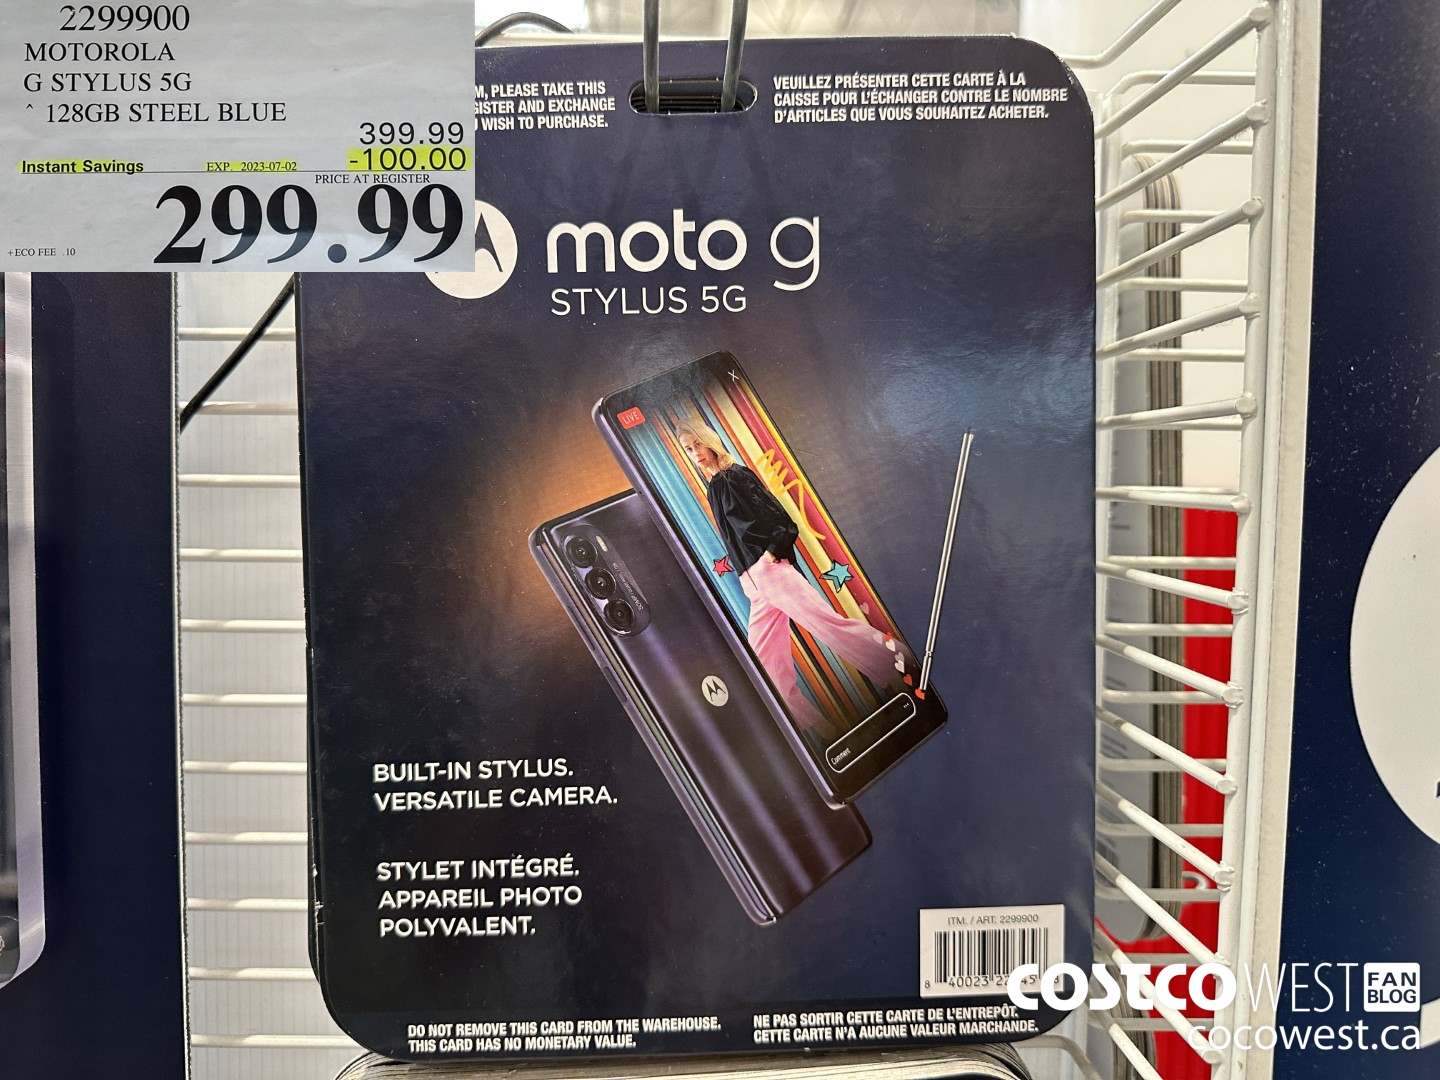 2299900
MOTOROLA
G STYLUS 5G
^ 128GB STEEL BLUE
399.99
Instant Savings EXP. 2023-07-02 -100.00
PRICE AT REGISTER
299.99
+ECO FEE .10
M, PLEASE TAKE THIS
GISTER AND EXCHANGE
U WISH TO PURCHASE.
VEUILLEZ PRÉSENTER CETTE CARTE À LA
CAISSE POUR L'ÉCHANGER CONTRE LE NOMBRE
D'ARTICLES QUE VOUS SOUHAITEZ ACHETER.
moto g
STYLUS 5G
LIVE
X
Comment
BUILT-IN STYLUS.
VERSATILE CAMERA.
STYLET INTÉGRÉ.
APPAREIL PHOTO
POLYVALENT.
ITM. / ART. 2299900
8 40023 2
DO NOT REMOVE THIS CARD FROM THE WAREHOUSE.
THIS CARD HAS NO MONETARY VALUE.
NE PAS SORTIR CETTE CARTE DE L'ENTREPÔT.
CETTE CARTE N'A AUCUNE VALEUR MARCHANDE.
COSTCO WEST FAN BLOG
cocowest.ca